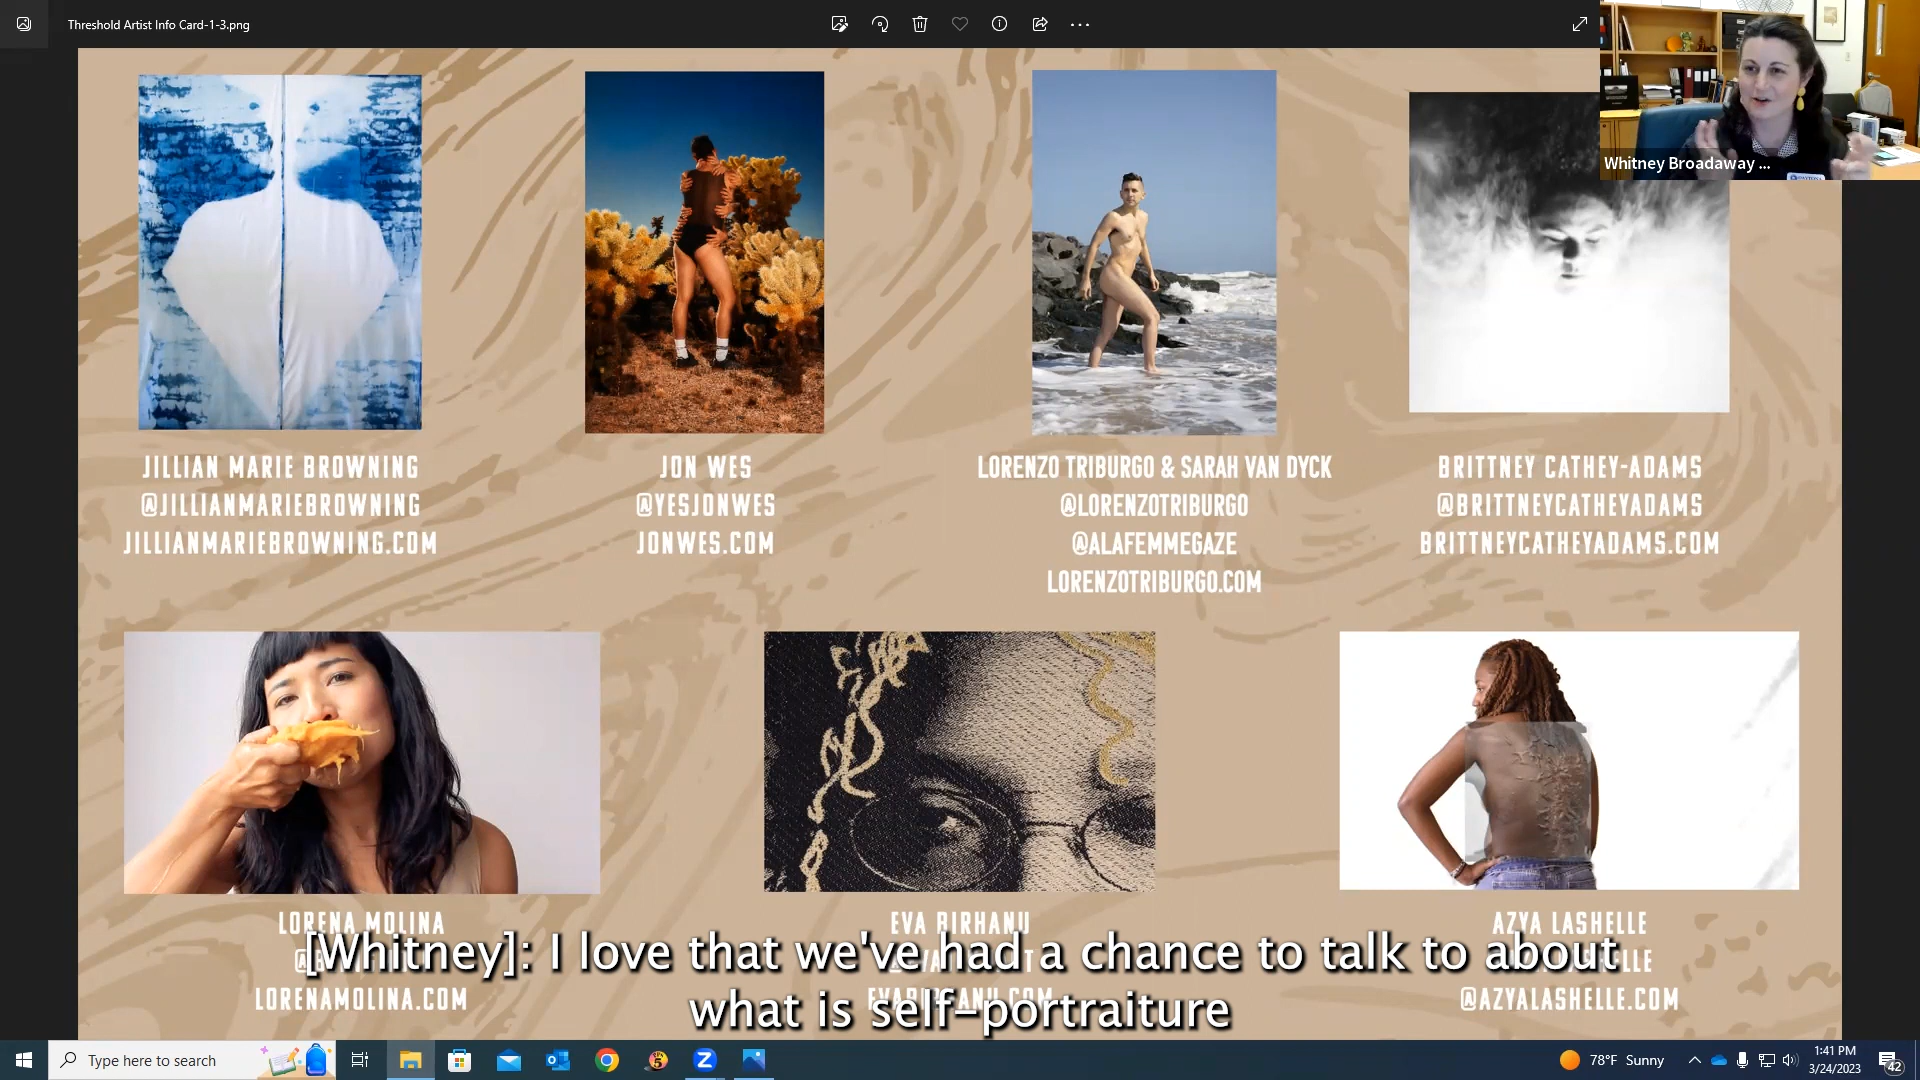 Threshold Artist Info Card-1-3.png
Whitney Broadaway ...
JILLIAN MARIE BROWNING
@JILLIANMARIEBROWNING
JILLIANMARIEBROWNING.COM
JON WES
@YESJONWES
JONWES.COM
LORENZO TRIBURGO & SARAH VAN DYCK
@LORENZOTRIBURGO
@ALAFEMMEGAZE
LORENZOTRIBURGO.COM
BRITTNEY CATHEY-ADAMS
@BRITTNEYCATHEYADAMS
BRITTNEYCATHEYADAMS.COM
LORENA MOLINA
LORENAMOLINA.COM
EVA BIRHANU
AZYA LASHELLE
@AZYALASHELLE.COM
[Whitney]: I love that we've had a chance to talk to about
what is self-portraiture
Type here to search
78°F Sunny
1:41 PM
3/24/2023
42